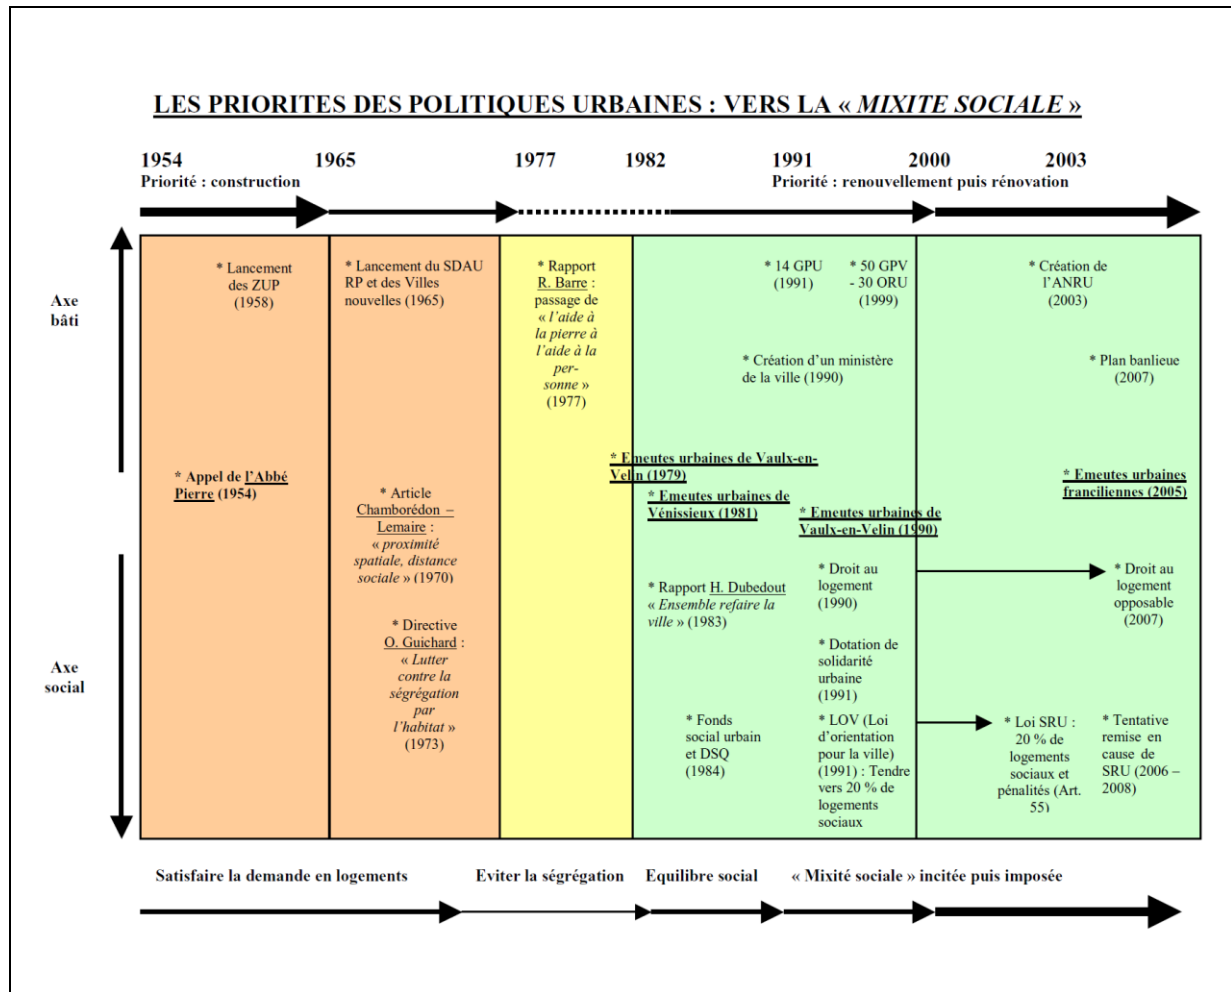 LES PRIORITES DES POLITIQUES URBAINES : VERS LA « MIXITE SOCIALE »
1954 1965 1977 1982 1991 2000 2003
Priorité : construction
Priorité : renouvellement puis rénovation
Axe
bâti
* Lancement
des ZUP
(1958)
* Lancement du SDAU
RP et des Villes
nouvelles (1965)
* Rapport
R. Barre :
passage de
« l'aide à
la pierre à
l'aide à la
per-
sonne »
(1977)
* 14 GPU
(1991)
* 50 GPV
- 30 ORU
(1999)
* Création de
l'ANRU
(2003)
* Création d'un ministère
de la ville (1990)
* Plan banlieue
(2007)
* Appel de l'Abbé
Pierre (1954)
* Emeutes urbaines de Vaulx-en-
Velin (1979)
* Emeutes urbaines de
Vénissieux (1981)
* Emeutes urbaines de
Vaulx-en-Velin (1990)
* Emeutes urbaines
franciliennes (2005)
Axe
social
* Article
Chamborédon –
Lemaire :
« proximité
spatiale, distance
sociale » (1970)
* Directive
O. Guichard :
« Lutter
contre la
ségrégation
par
l'habitat »
(1973)
* Rapport H. Dubedout
« Ensemble refaire la
ville » (1983)
* Droit au
logement
(1990)
* Droit au
logement
opposable
(2007)
* Dotation de
solidarité
urbaine
(1991)
* Fonds
social urbain
et DSQ
(1984)
* LOV (Loi
d'orientation
pour la ville)
(1991) : Tendre
vers 20 % de
logements
sociaux
* Loi SRU :
20 % de
logements
sociaux et
pénalités (Art.
55)
* Tentative
remise en
cause de
SRU (2006 –
2008)
Satisfaire la demande en logements
Eviter la ségrégation
Equilibre social
« Mixité sociale » incitée puis imposée